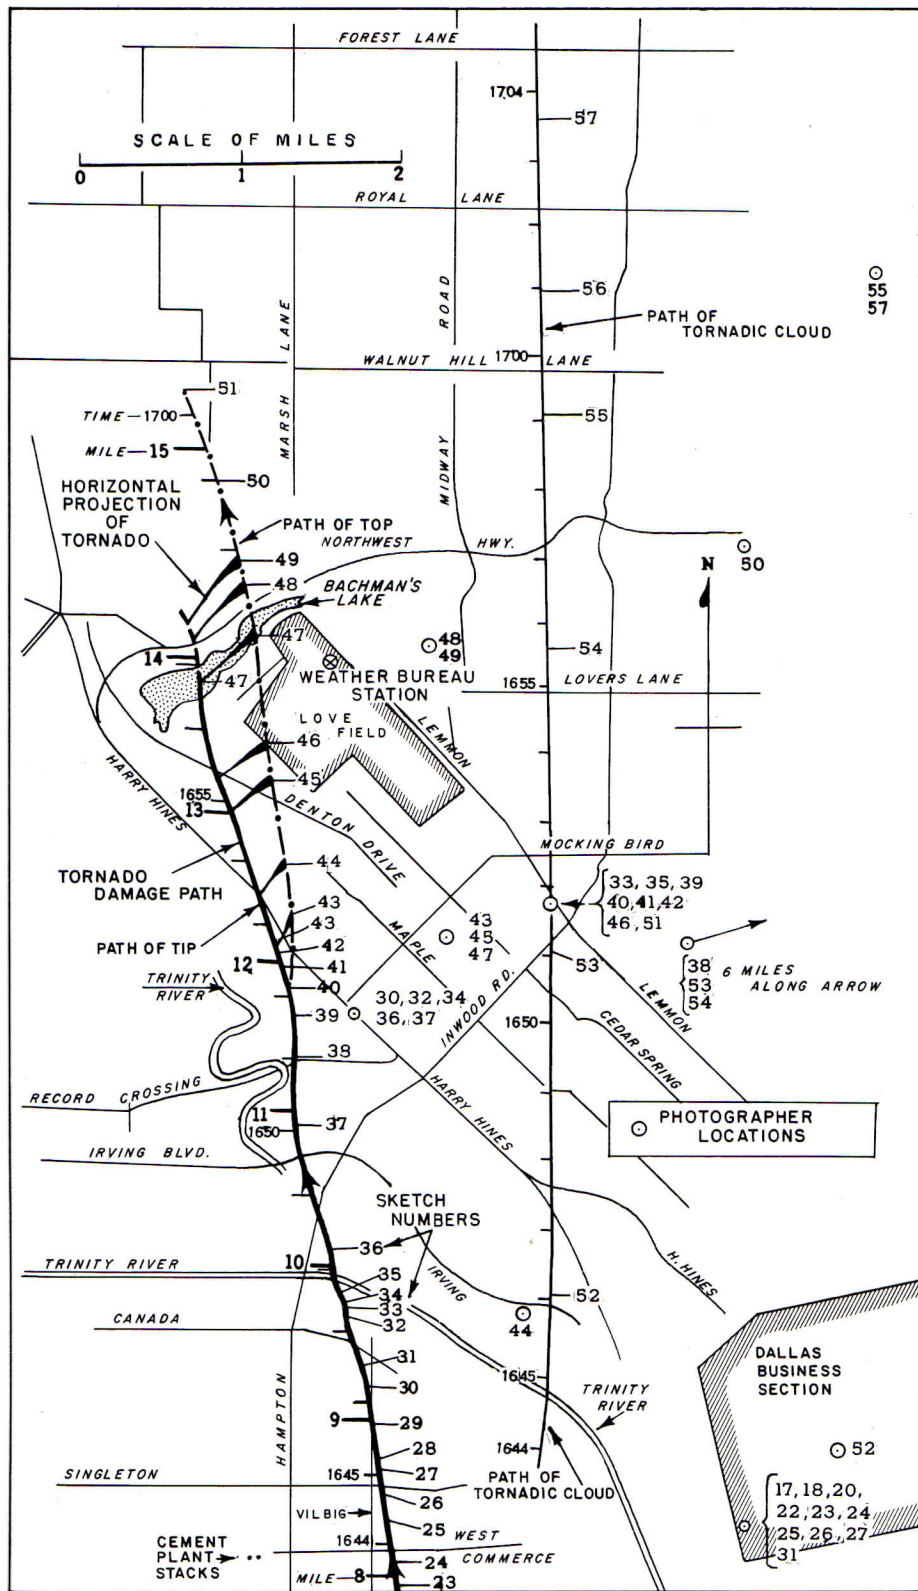 FOREST LANE
1704
57
SCALE OF MILES
0 1 2
ROYAL LANE
56
55
57
PATH OF
TORNADIC CLOUD
MARSH LANE
MIDWAY ROAD
1700
WALNUT HILL LANE
51
TIME—1700
55
MILE—15
50
HORIZONTAL
PROJECTION
OF
TORNADO
PATH OF TOP
NORTHWEST HWY.
50
N
49
48
BACHMAN'S
LAKE
47
48
49
54
14
47
WEATHER BUREAU
STATION
1655
LOVERS LANE
LOVE
FIELD
LEMMON
46
45
HARRY HINES
1655
13
DENTON DRIVE
MOCKING BIRD
TORNADO
DAMAGE PATH
44
33, 35, 39
40, 41, 42
46, 51
43
43
MAPLE
43
45
47
PATH OF TIP
42
12
41
53
38
53
54
6 MILES
ALONG ARROW
TRINITY
RIVER
40
30, 32, 34
36, 37
INWOOD RD.
LEMMON
39
1650
CEDAR SPRING
38
RECORD CROSSING
HARRY HINES
11
1650
37
PHOTOGRAPHER
LOCATIONS
IRVING BLVD.
SKETCH
NUMBERS
36
TRINITY RIVER
10
35
34
33
32
IRVING
52
H. HINES
44
CANADA
31
30
1645
DALLAS
BUSINESS
SECTION
TRINITY
RIVER
HAMPTON
9
29
28
1644
52
27
1645
SINGLETON
PATH OF
TORNADIC CLOUD
26
17, 18, 20,
22, 23, 24
25, 26, 27
31
VILBIG
25
1644
WEST
COMMERCE
CEMENT
PLANT
STACKS
24
MILE—8
23